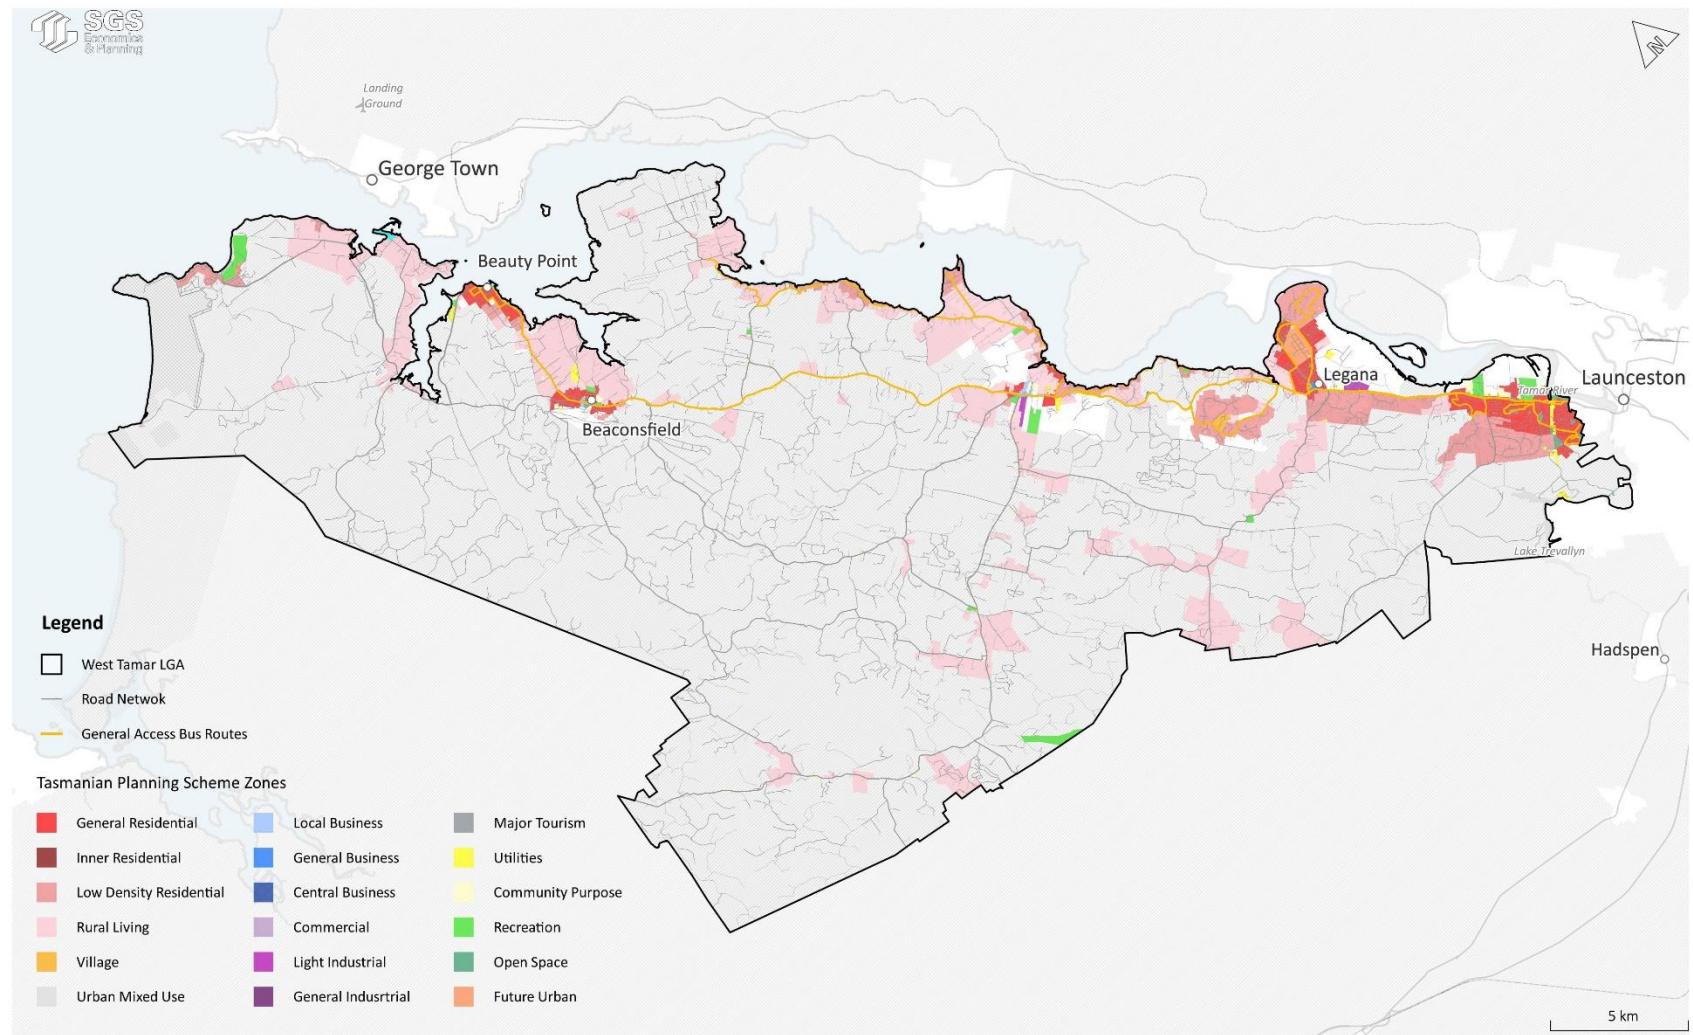 SGS
Economics
& Planning
N
Landing
Ground
George Town
Beauty Point
Legana
Launceston
Tamar River
Beaconsfield
Lake Trevallyn
Hadspen
Legend
West Tamar LGA
Road Netwok
General Access Bus Routes
Tasmanian Planning Scheme Zones
General Residential
Inner Residential
Low Density Residential
Rural Living
Village
Urban Mixed Use
Local Business
General Business
Central Business
Commercial
Light Industrial
General Indusrtrial
Major Tourism
Utilities
Community Purpose
Recreation
Open Space
Future Urban
5 km